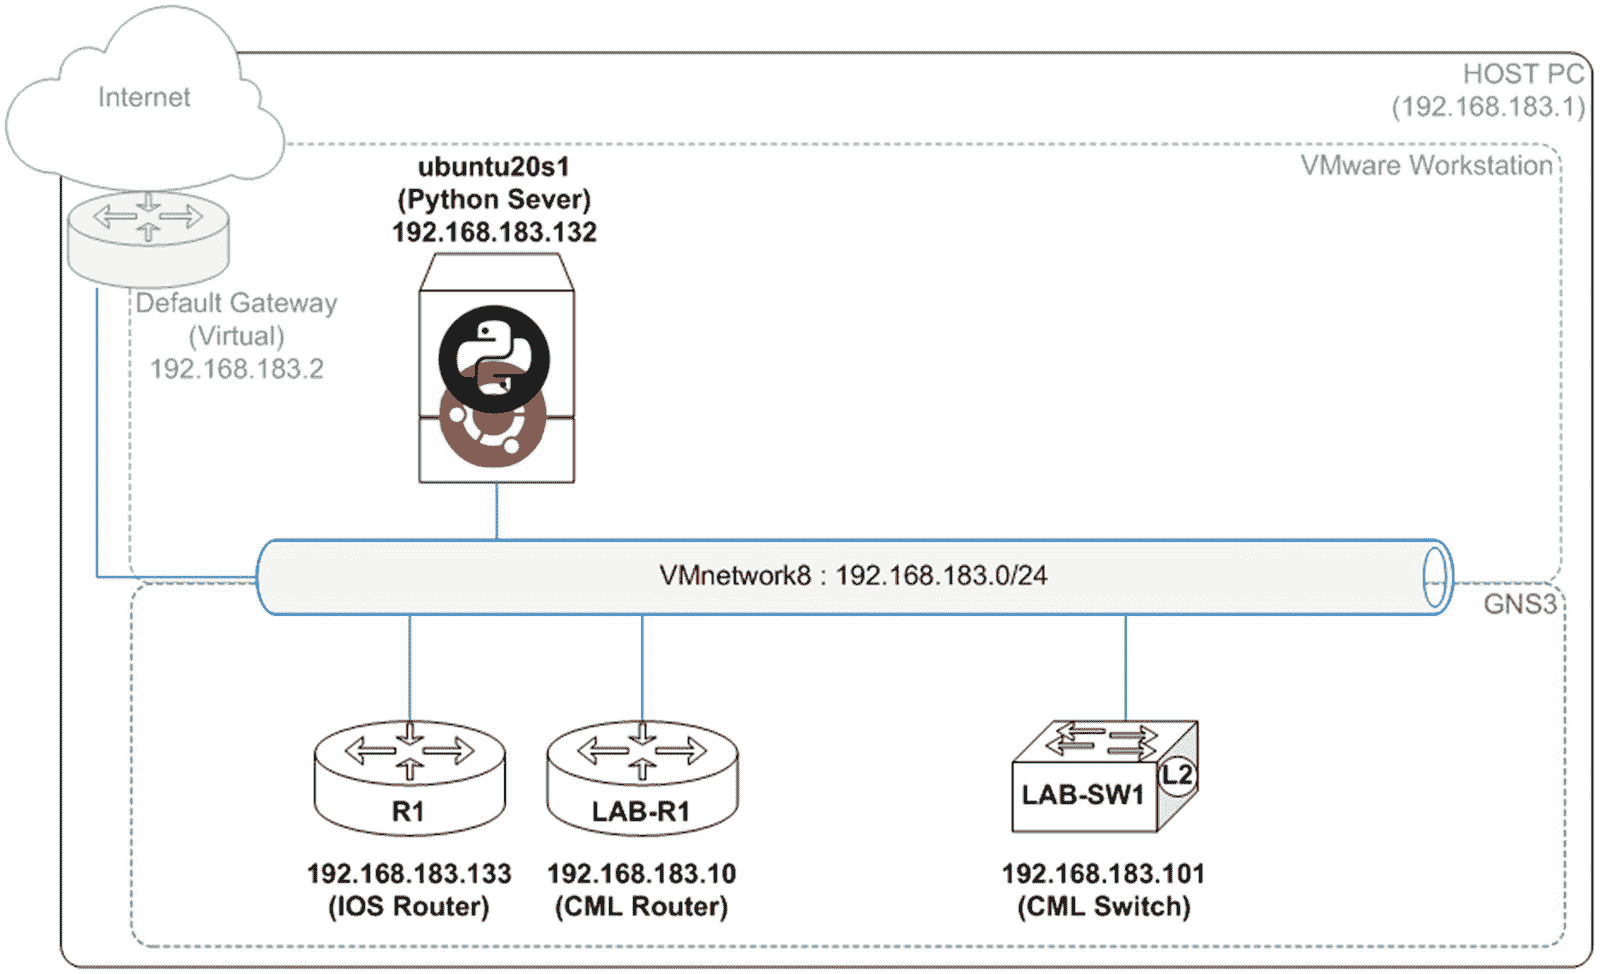 Internet
HOST PC
(192.168.183.1)
VMware Workstation
ubuntu20s1
(Python Sever)
192.168.183.132
Default Gateway
(Virtual)
192.168.183.2
VMnetwork8 : 192.168.183.0/24
GNS3
R1
LAB-R1
LAB-SW1
L2
192.168.183.133
(IOS Router)
192.168.183.10
(CML Router)
192.168.183.101
(CML Switch)